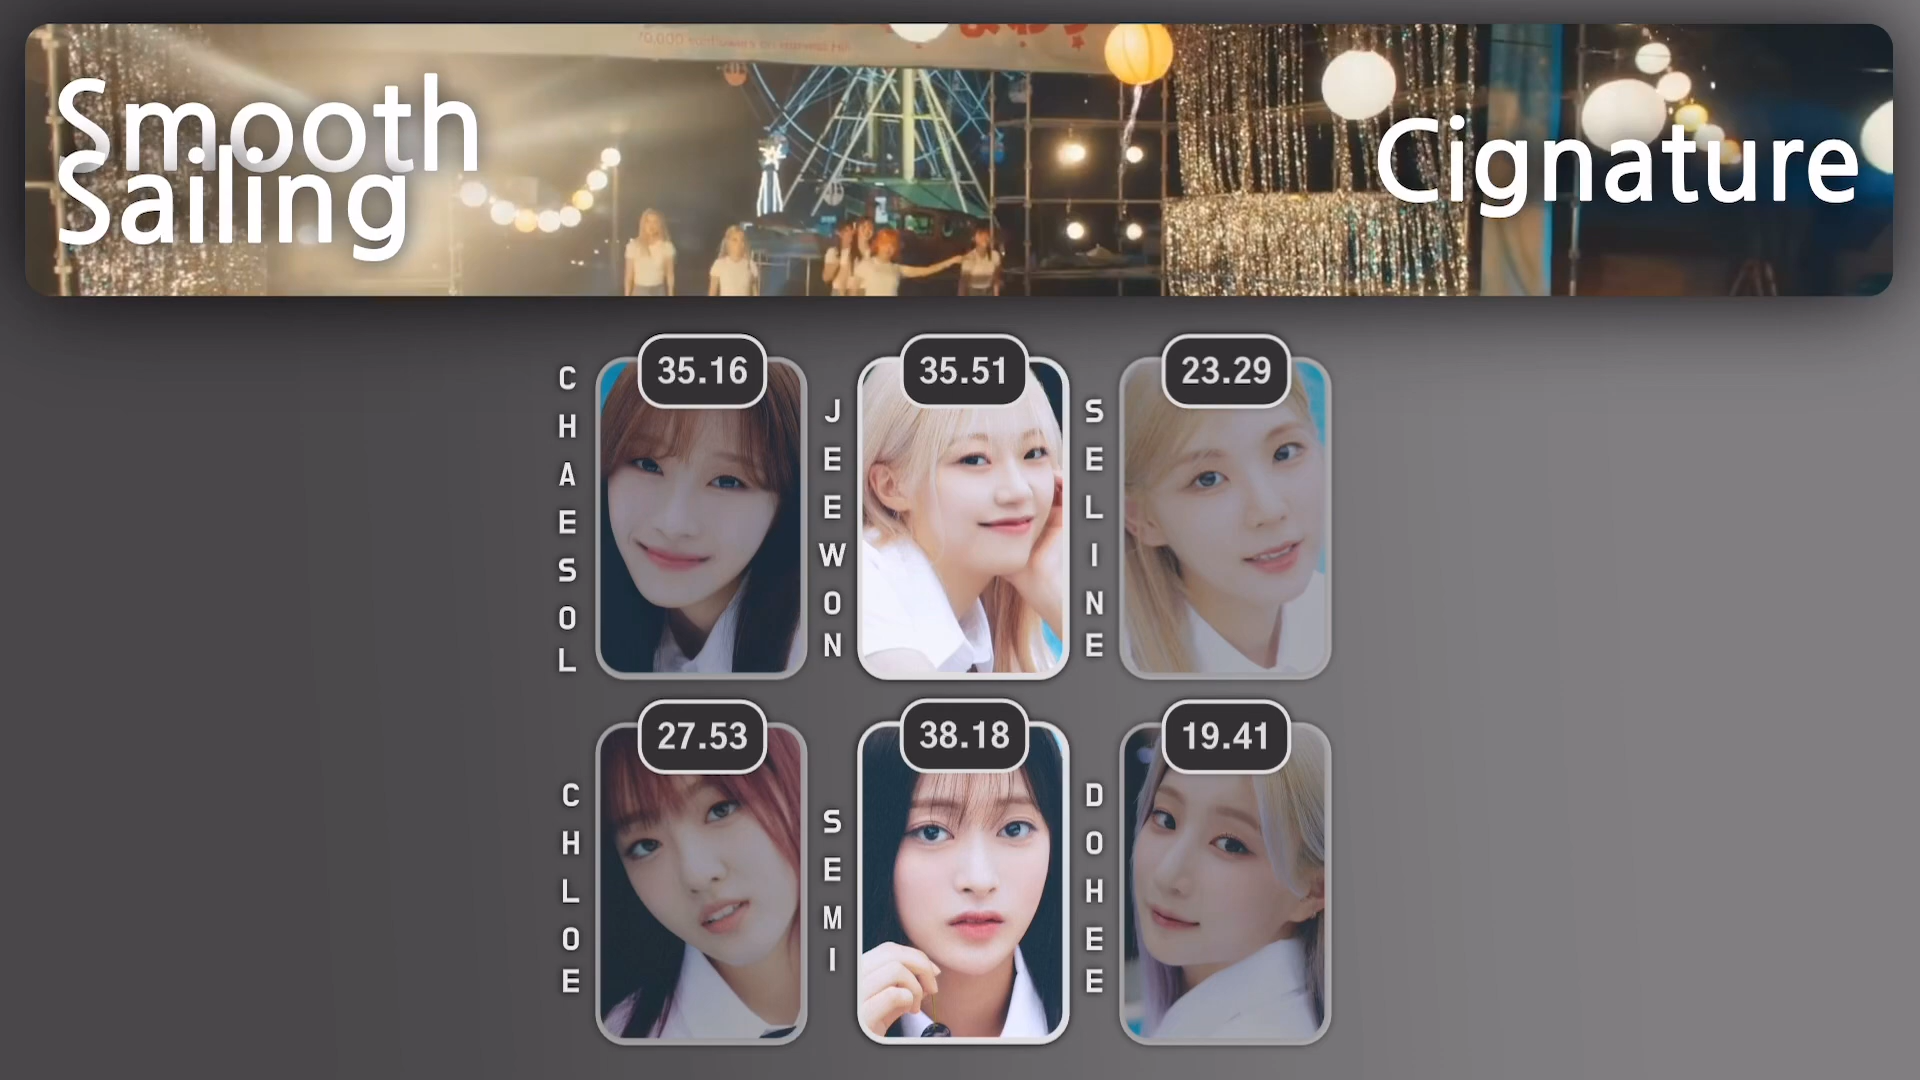 Smooth
Sailing
Cignature
CHAESOL
35.16
JEEWON
35.51
SELINE
23.29
CHLOE
27.53
SEMI
38.18
DOHEE
19.41